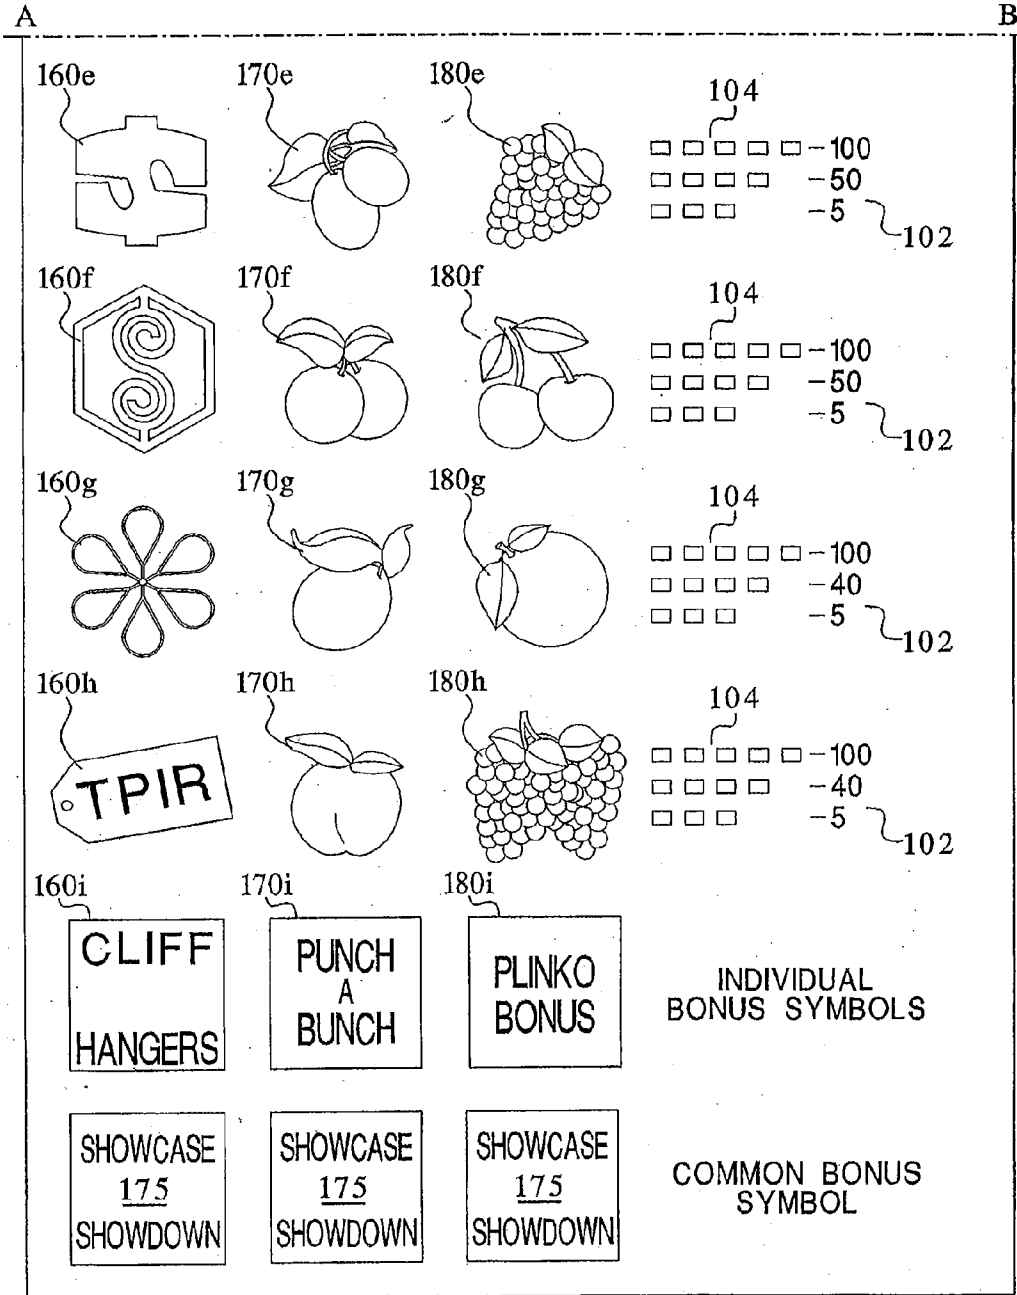 A B
160e 170e 180e 104
-100
-50
-5
102
160f 170f 180f 104
-100
-50
-5
102
160g 170g 180g 104
-100
-40
-5
102
160h 170h 180h 104
TPIR
-100
-40
-5
102
160i 170i 180i
CLIFF
HANGERS
PUNCH
A
BUNCH
PLINKO
BONUS
INDIVIDUAL
BONUS SYMBOLS
SHOWCASE
175
SHOWDOWN
SHOWCASE
175
SHOWDOWN
SHOWCASE
175
SHOWDOWN
COMMON BONUS
SYMBOL